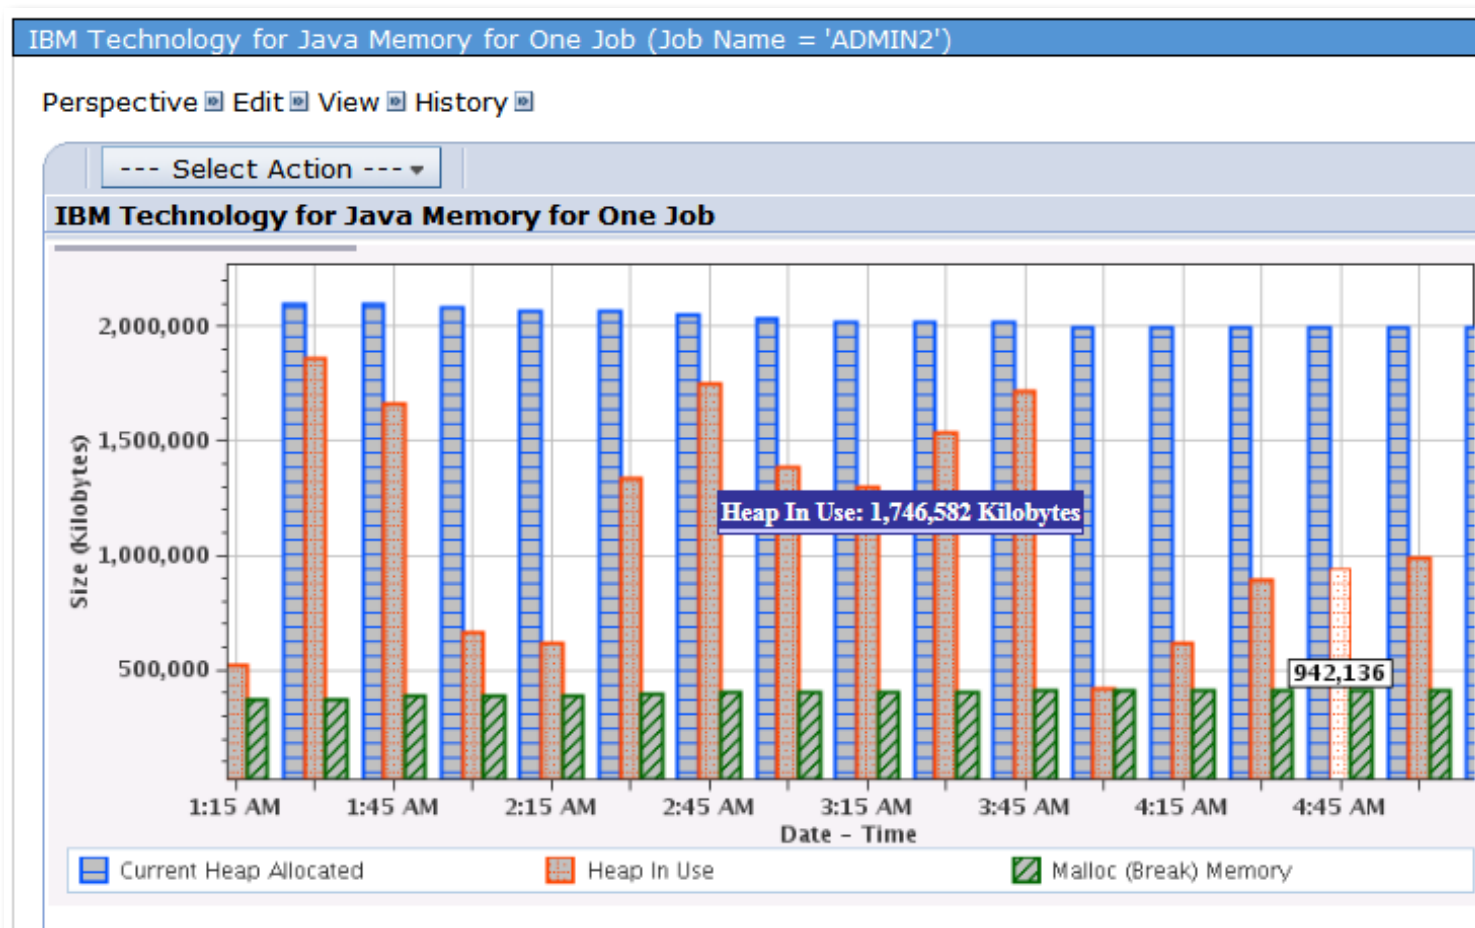 IBM Technology for Java Memory for One Job (Job Name = 'ADMIN2')
Perspective Edit View History
--- Select Action ---
IBM Technology for Java Memory for One Job
Size (Kilobytes)
2,000,000
1,500,000
1,000,000
500,000
Heap In Use: 1,746,582 Kilobytes
942,136
1:15 AM 1:45 AM 2:15 AM 2:45 AM 3:15 AM 3:45 AM 4:15 AM 4:45 AM
Date - Time
Current Heap Allocated Heap In Use Malloc (Break) Memory